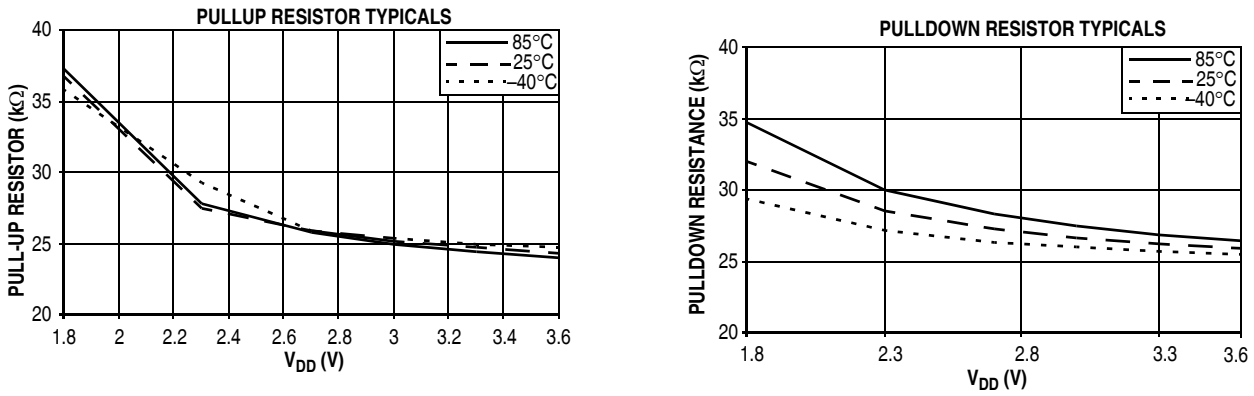 PULLUP RESISTOR TYPICALS
PULL-UP RESISTOR (kΩ)
40
35
30
25
20
85°C
25°C
–40°C
1.8 2 2.2 2.4 2.6 2.8 3 3.2 3.4 3.6
VDD (V)
PULLDOWN RESISTOR TYPICALS
PULLDOWN RESISTANCE (kΩ)
40
35
30
25
20
85°C
25°C
–40°C
1.8 2.3 2.8 3.3 3.6
VDD (V)